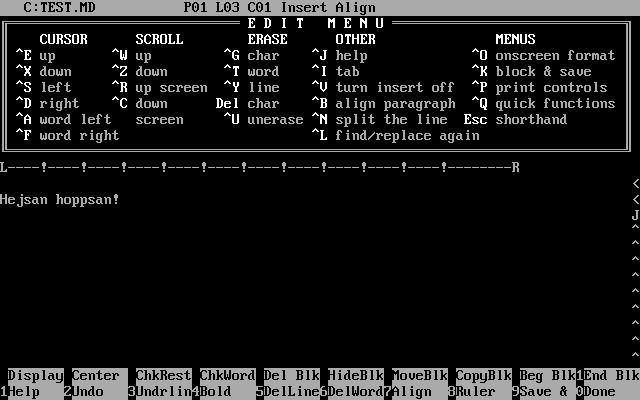 C:TEST.MD P01 L03 C01 Insert Align
E D I T M E N U
CURSOR SCROLL ERASE OTHER MENUS
^E up ^W up ^G char ^J help ^O onscreen format
^X down ^Z down ^T word ^I tab ^K block & save
^S left ^R up screen ^Y line ^V turn insert off ^P print controls
^D right ^C down Del char ^B align paragraph ^Q quick functions
^A word left screen ^U unerase ^N split the line Esc shorthand
^F word right ^L find/replace again
L----!----!----!----!----!----!----!----!----!----!----!--------R
<
Hejsan hoppsan! <
J
^
^
^
^
^
^
^
^
^
Display Center ChkRest ChkWord Del Blk HideBlk MoveBlk CopyBlk Beg Blk 1End Blk
1Help 2Undo 3Undrlin 4Bold 5DelLine 6DelWord 7Align 8Ruler 9Save & 0Done